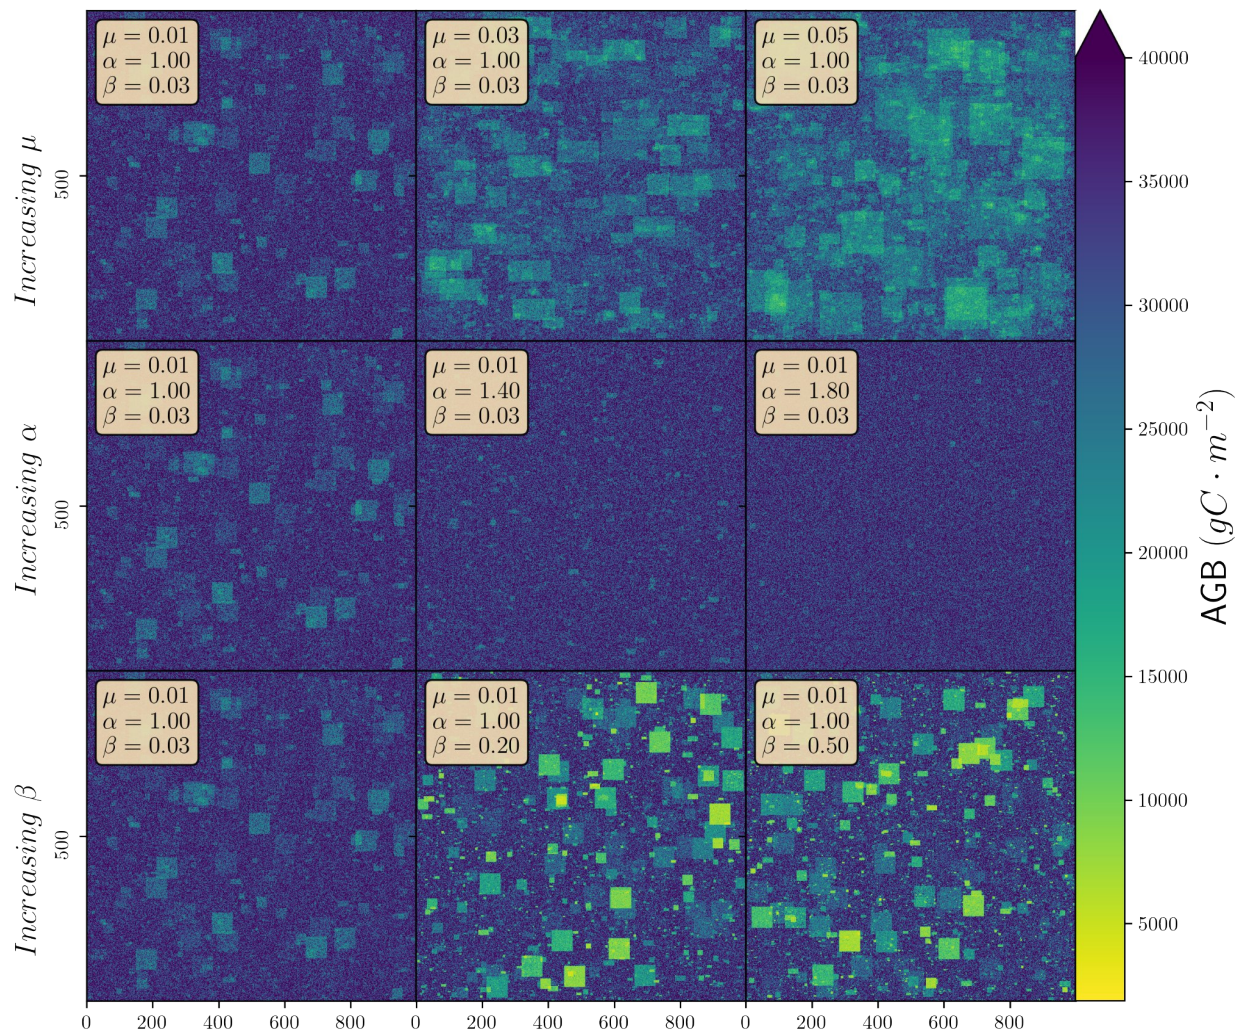 μ = 0.01
α = 1.00
β = 0.03
μ = 0.03
α = 1.00
β = 0.03
μ = 0.05
α = 1.00
β = 0.03
Increasing μ
500
μ = 0.01
α = 1.00
β = 0.03
μ = 0.01
α = 1.40
β = 0.03
μ = 0.01
α = 1.80
β = 0.03
Increasing α
500
μ = 0.01
α = 1.00
β = 0.03
μ = 0.01
α = 1.00
β = 0.20
μ = 0.01
α = 1.00
β = 0.50
Increasing β
500
0 200 400 600 800 0 200 400 600 800 0 200 400 600 800
40000
35000
30000
25000
20000
15000
10000
5000
AGB (gC · m⁻²)